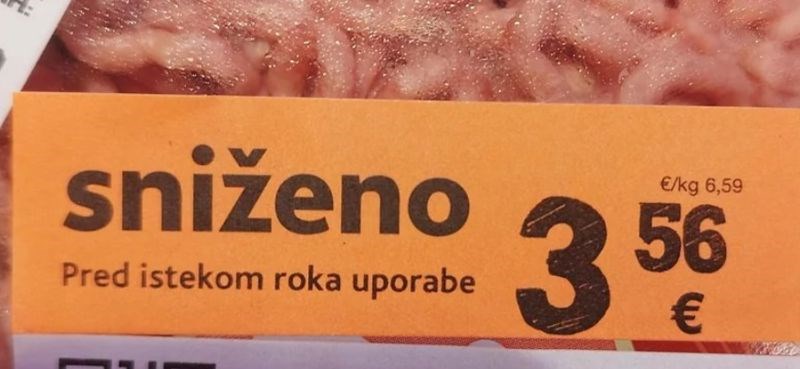 sniženo
Pred istekom roka uporabe
€/kg 6,59
3 56
€